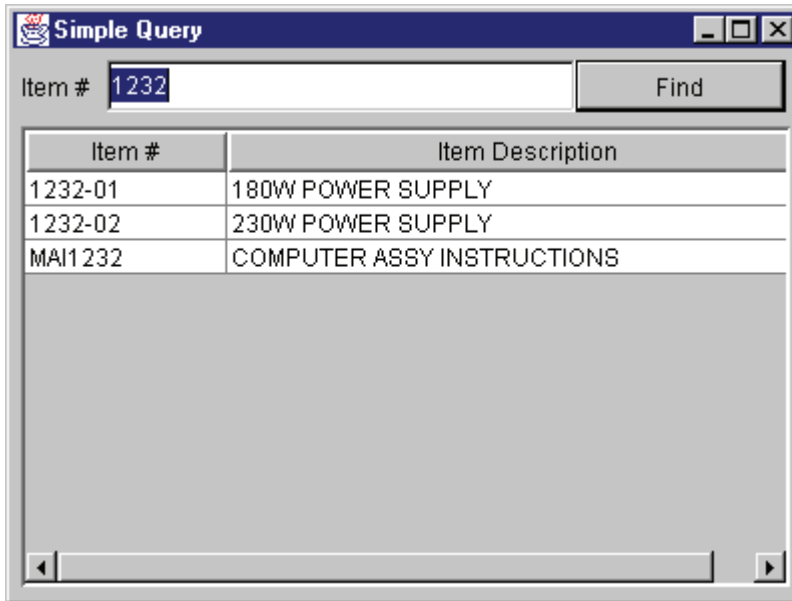 Simple Query
Item # 1232 Find
Item # Item Description
1232-01 180W POWER SUPPLY
1232-02 230W POWER SUPPLY
MAI1232 COMPUTER ASSY INSTRUCTIONS